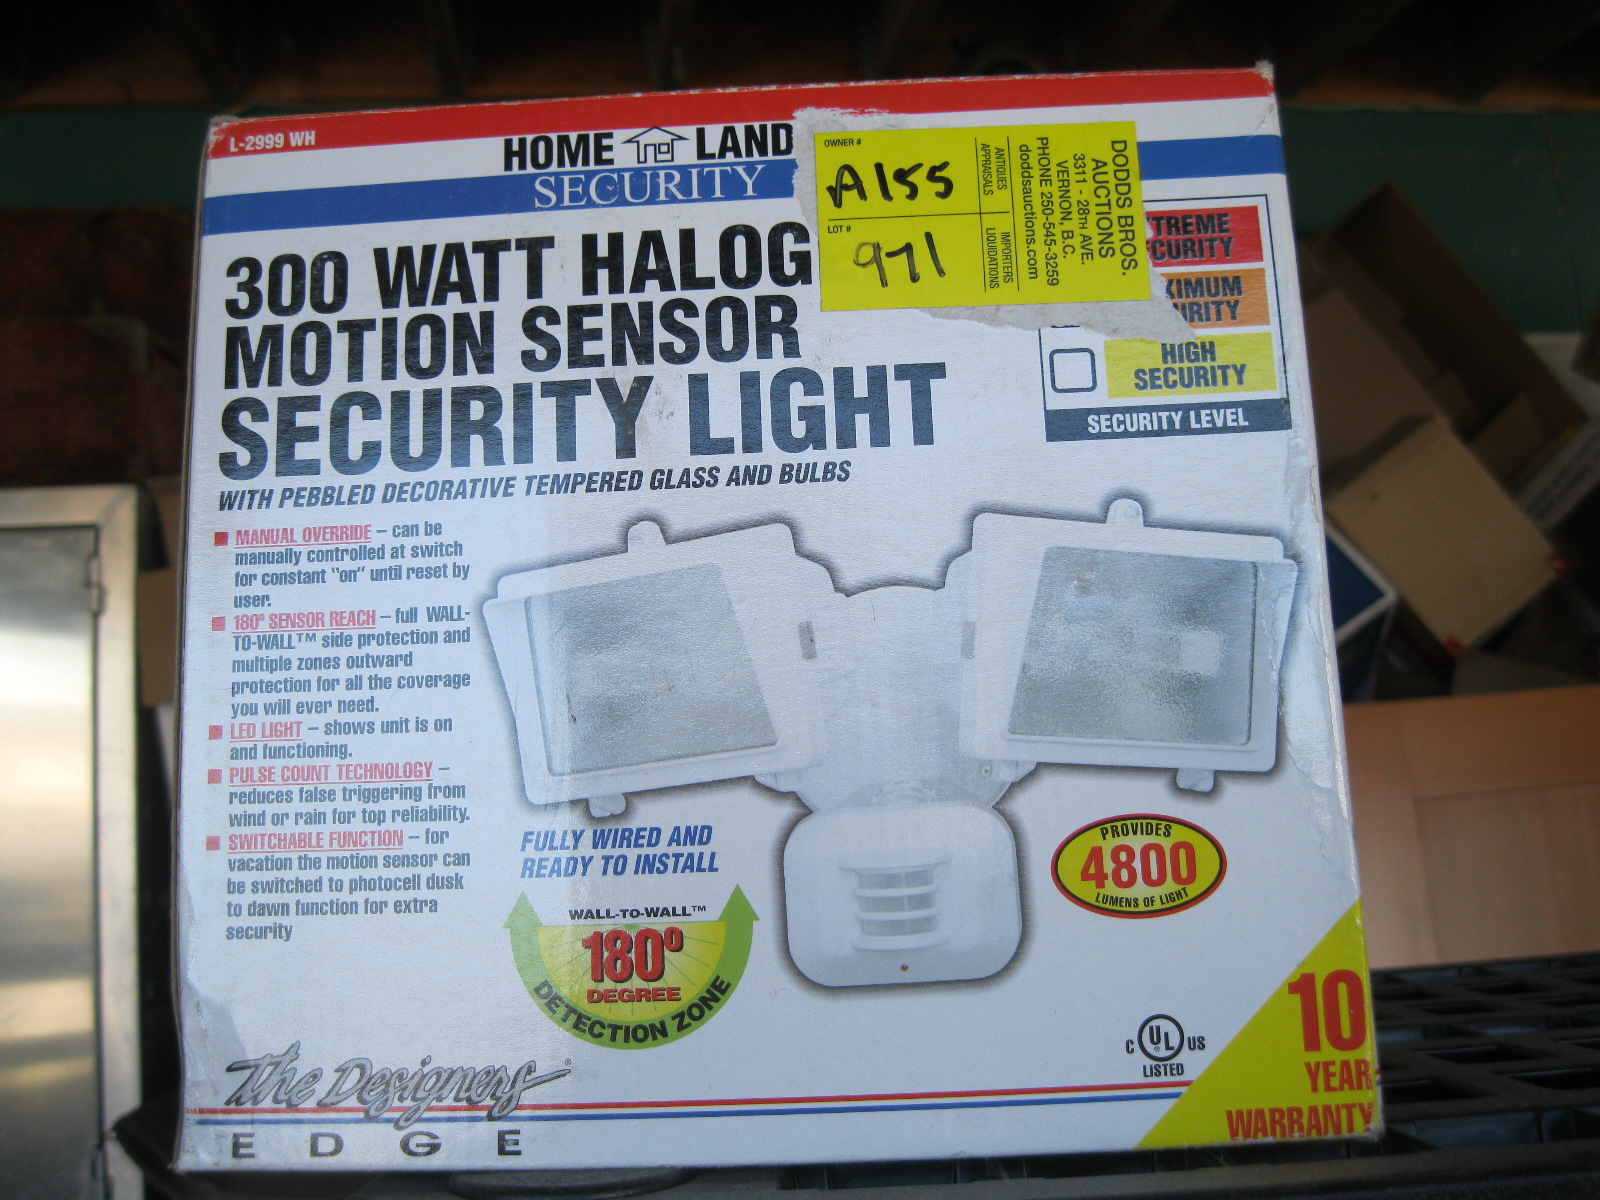 L-2999 WH
HOME LAND
SECURITY
300 WATT HALOG
MOTION SENSOR
SECURITY LIGHT
WITH PEBBLED DECORATIVE TEMPERED GLASS AND BULBS
OWNER #
A155
LOT #
971
ANTIQUES
APPRAISALS
IMPORTERS
LIQUIDATIONS
DODDS BROS.
AUCTIONS
3311 - 28TH AVE.
VERNON, B.C.
PHONE 250-545-3259
doddsauctions.com
TREME
CURITY
XIMUM
URITY
HIGH
SECURITY
SECURITY LEVEL
MANUAL OVERRIDE – can be
manually controlled at switch
for constant "on" until reset by
user.
180º SENSOR REACH – full WALL-
TO-WALL™ side protection and
multiple zones outward
protection for all the coverage
you will ever need.
LED LIGHT – shows unit is on
and functioning.
PULSE COUNT TECHNOLOGY –
reduces false triggering from
wind or rain for top reliability.
SWITCHABLE FUNCTION – for
vacation the motion sensor can
be switched to photocell dusk
to dawn function for extra
security
FULLY WIRED AND
READY TO INSTALL
WALL-TO-WALL™
180º
DEGREE
DETECTION ZONE
PROVIDES
4800
LUMENS OF LIGHT
C UL® US
LISTED
10
YEAR
WARRANTY
The Designers®
EDGE